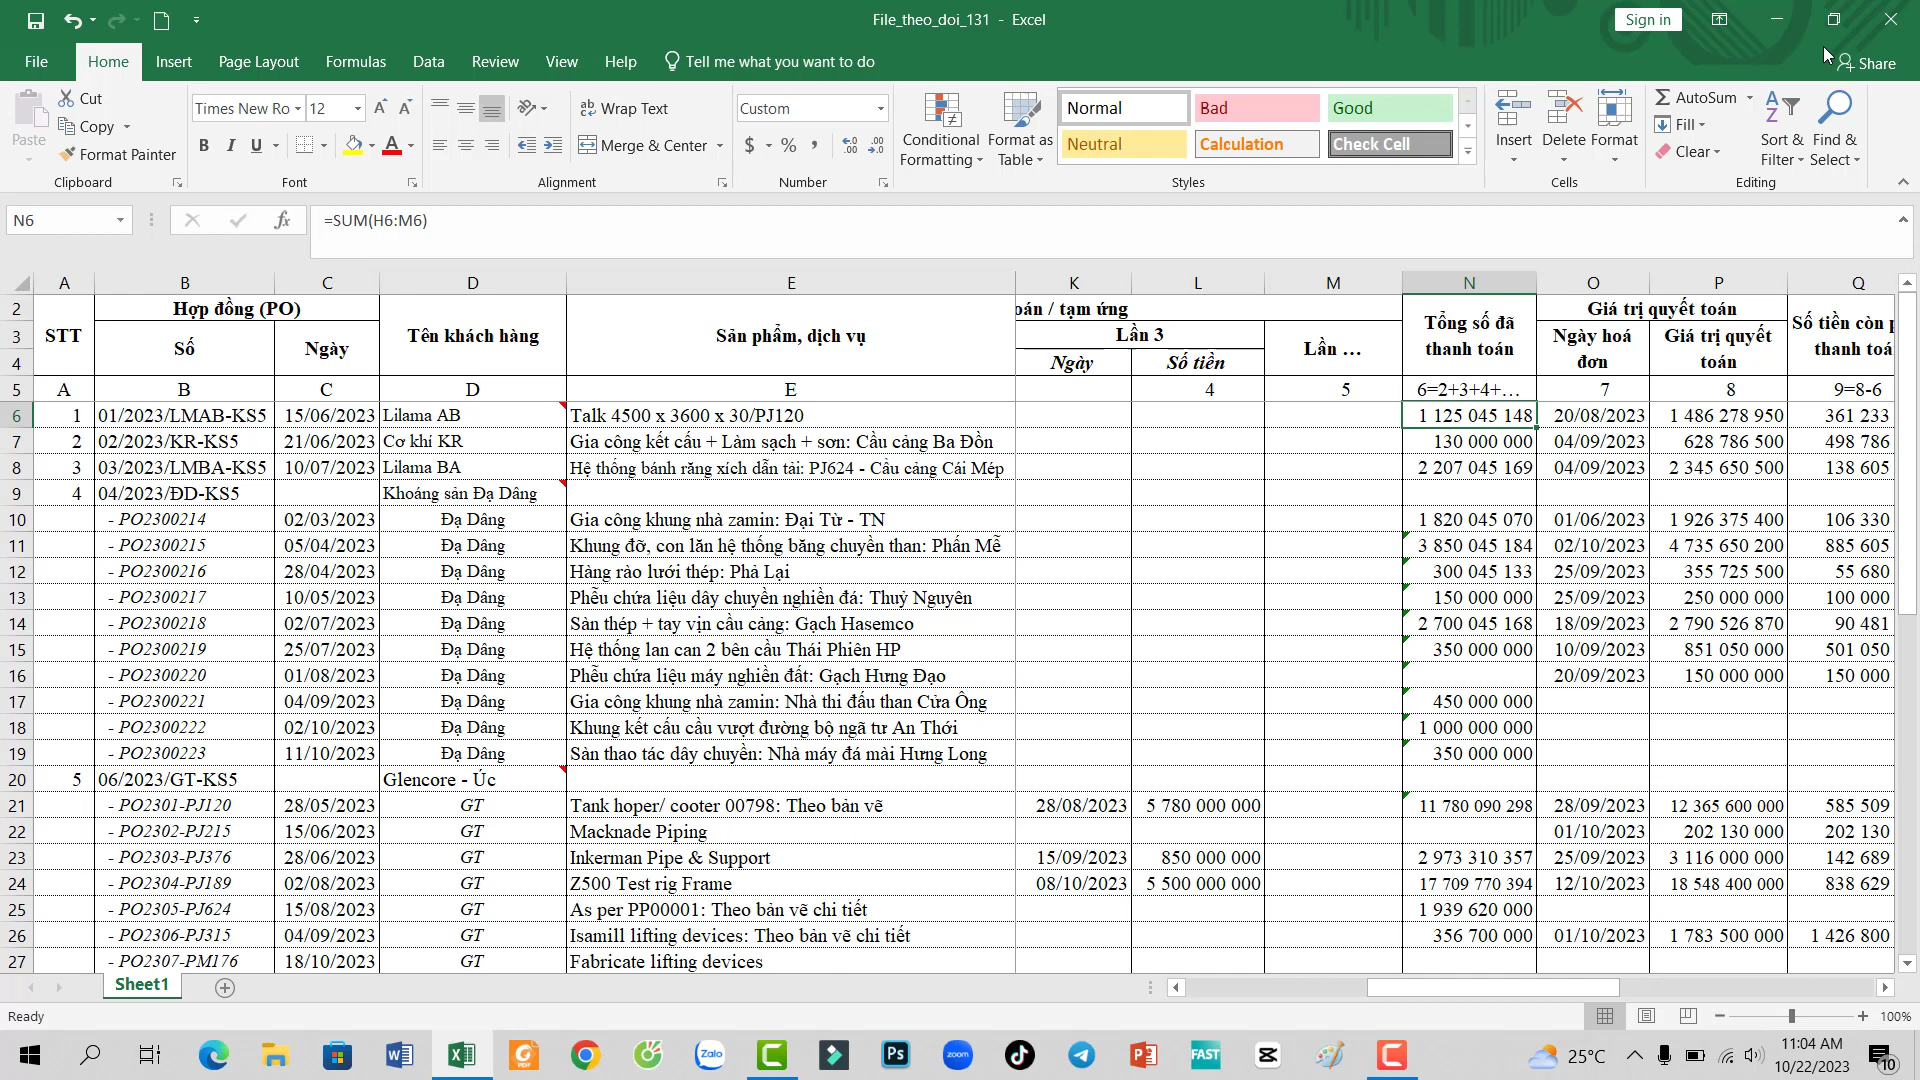 File_theo_doi_131 - Excel
Sign in
File Home Insert Page Layout Formulas Data Review View Help Tell me what you want to do Share
Paste
Cut
Copy
Format Painter
Clipboard
Times New Ro 12
B I U
Font
Wrap Text
Merge & Center
Alignment
Custom
$ % ,
Number
Conditional Formatting
Format as Table
Normal Bad Good
Neutral Calculation Check Cell
Styles
Insert Delete Format
Cells
AutoSum
Fill
Clear
Sort & Filter
Find & Select
Editing
N6 fx =SUM(H6:M6)
A B C D E K L M N O P Q
2 STT Hợp đồng (PO) Tên khách hàng Sản phẩm, dịch vụ oán / tạm ứng Tổng số đã thanh toán Giá trị quyết toán Số tiền còn p thanh toá
3 Số Ngày Lần 3 Lần … Ngày hoá đơn Giá trị quyết toán
4 Ngày Số tiền
5 A B C D E 4 5 6=2+3+4+… 7 8 9=8-6
6 1 01/2023/LMAB-KS5 15/06/2023 Lilama AB Talk 4500 x 3600 x 30/PJ120 1 125 045 148 20/08/2023 1 486 278 950 361 233
7 2 02/2023/KR-KS5 21/06/2023 Cơ khí KR Gia công kết cấu + Làm sạch + sơn: Cầu cảng Ba Đồn 130 000 000 04/09/2023 628 786 500 498 786
8 3 03/2023/LMBA-KS5 10/07/2023 Lilama BA Hệ thống bánh răng xích dẫn tải: PJ624 - Cầu cảng Cái Mép 2 207 045 169 04/09/2023 2 345 650 500 138 605
9 4 04/2023/ĐD-KS5 Khoáng sản Đạ Dâng
10 - PO2300214 02/03/2023 Đạ Dâng Gia công khung nhà zamin: Đại Từ - TN 1 820 045 070 01/06/2023 1 926 375 400 106 330
11 - PO2300215 05/04/2023 Đạ Dâng Khung đỡ, con lăn hệ thống băng chuyền than: Phấn Mễ 3 850 045 184 02/10/2023 4 735 650 200 885 605
12 - PO2300216 28/04/2023 Đạ Dâng Hàng rào lưới thép: Phả Lại 300 045 133 25/09/2023 355 725 500 55 680
13 - PO2300217 10/05/2023 Đạ Dâng Phễu chứa liệu dây chuyền nghiền đá: Thuỷ Nguyên 150 000 000 25/09/2023 250 000 000 100 000
14 - PO2300218 02/07/2023 Đạ Dâng Sàn thép + tay vịn cầu cảng: Gạch Hasemco 2 700 045 168 18/09/2023 2 790 526 870 90 481
15 - PO2300219 25/07/2023 Đạ Dâng Hệ thống lan can 2 bên cầu Thái Phiên HP 350 000 000 10/09/2023 851 050 000 501 050
16 - PO2300220 01/08/2023 Đạ Dâng Phễu chứa liệu máy nghiền đất: Gạch Hưng Đạo 20/09/2023 150 000 000 150 000
17 - PO2300221 04/09/2023 Đạ Dâng Gia công khung nhà zamin: Nhà thi đấu than Cửa Ông 450 000 000
18 - PO2300222 02/10/2023 Đạ Dâng Khung kết cấu cầu vượt đường bộ ngã tư An Thới 1 000 000 000
19 - PO2300223 11/10/2023 Đạ Dâng Sàn thao tác dây chuyền: Nhà máy đá mài Hưng Long 350 000 000
20 5 06/2023/GT-KS5 Glencore - Úc
21 - PO2301-PJ120 28/05/2023 GT Tank hoper/ cooter 00798: Theo bản vẽ 28/08/2023 5 780 000 000 11 780 090 298 28/09/2023 12 365 600 000 585 509
22 - PO2302-PJ215 15/06/2023 GT Macknade Piping 01/10/2023 202 130 000 202 130
23 - PO2303-PJ376 28/06/2023 GT Inkerman Pipe & Support 15/09/2023 850 000 000 2 973 310 357 25/09/2023 3 116 000 000 142 689
24 - PO2304-PJ189 02/08/2023 GT Z500 Test rig Frame 08/10/2023 5 500 000 000 17 709 770 394 12/10/2023 18 548 400 000 838 629
25 - PO2305-PJ624 15/08/2023 GT As per PP00001: Theo bản vẽ chi tiết 1 939 620 000
26 - PO2306-PJ315 04/09/2023 GT Isamill lifting devices: Theo bản vẽ chi tiết 356 700 000 01/10/2023 1 783 500 000 1 426 800
27 - PO2307-PM176 18/10/2023 GT Fabricate lifting devices
Sheet1
Ready 100%
Zalo zoom Ps FAST
25°C 11:04 AM
10/22/2023 10